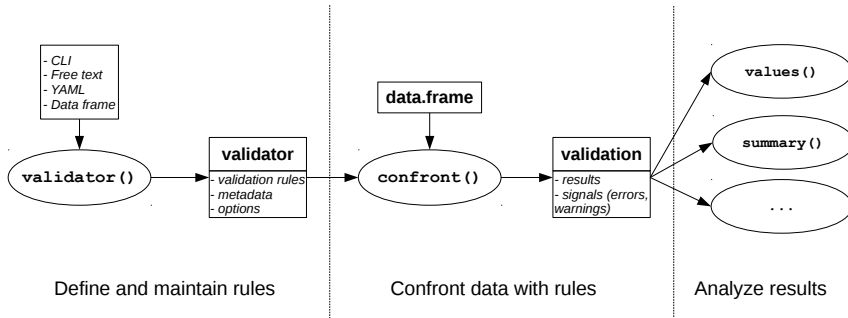 - CLI
- Free text
- YAML
- Data frame
validator()
validator
- validation rules
- metadata
- options
data.frame
confront()
validation
- results
- signals (errors,
warnings)
values()
summary()
...
Define and maintain rules
Confront data with rules
Analyze results